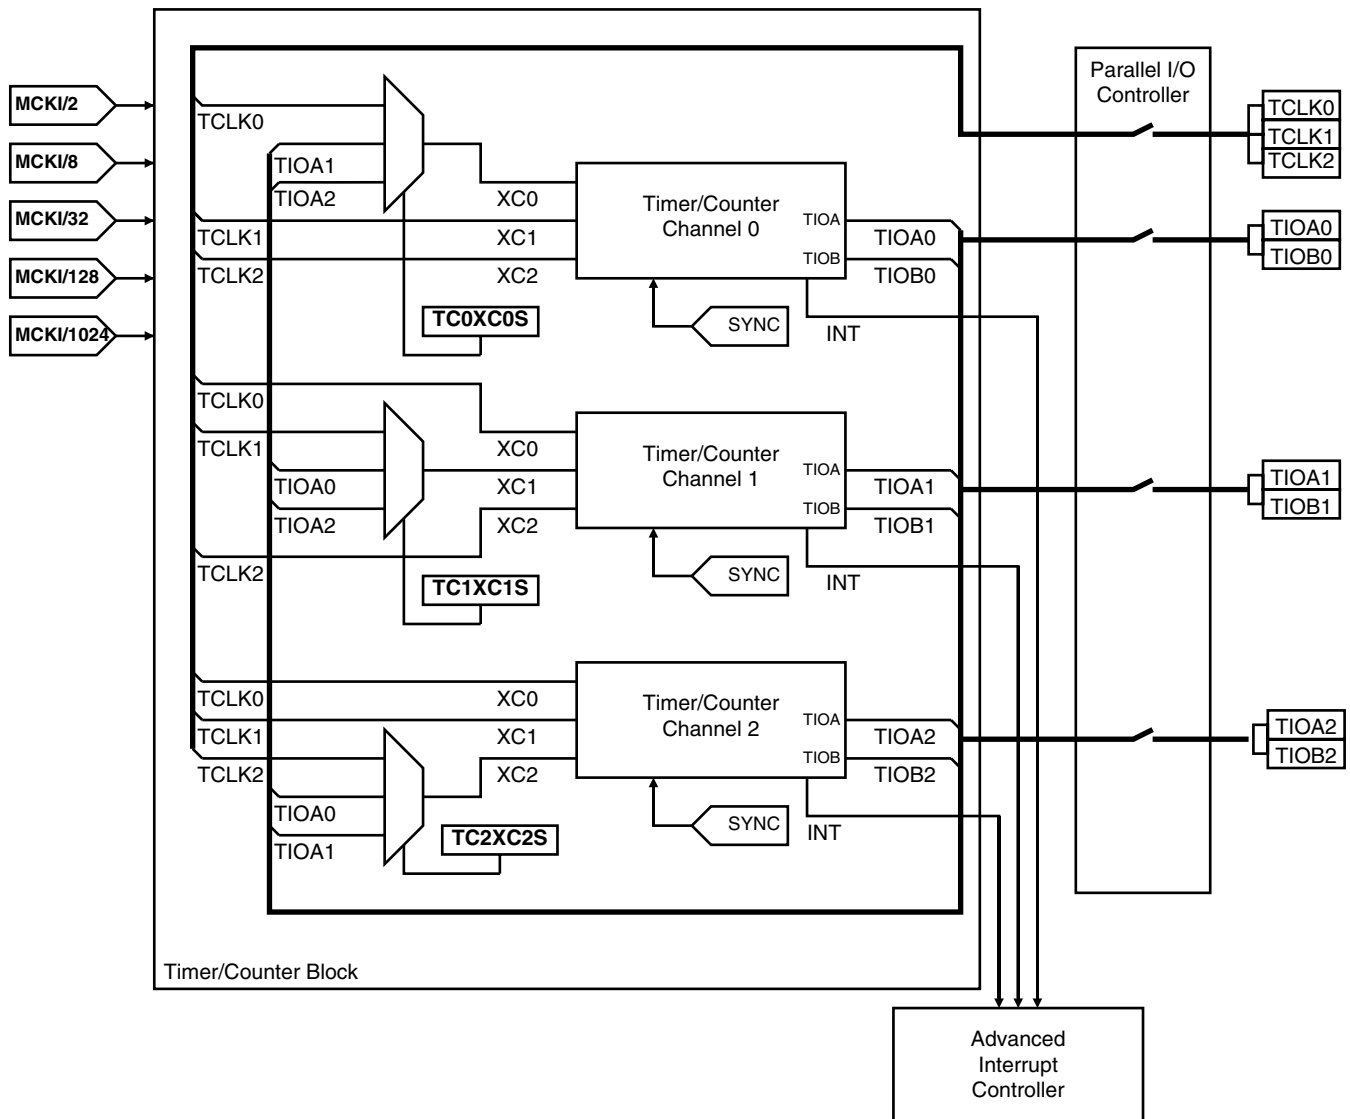 MCKI/2
MCKI/8
MCKI/32
MCKI/128
MCKI/1024
TCLK0
TIOA1
TIOA2
TCLK1
TCLK2
XC0
XC1
XC2
TC0XC0S
Timer/Counter
Channel 0
TIOA
TIOB
TIOA0
TIOB0
SYNC
INT
TCLK0
TCLK1
TIOA0
TIOA2
TCLK2
XC0
XC1
XC2
TC1XC1S
Timer/Counter
Channel 1
TIOA
TIOB
TIOA1
TIOB1
SYNC
INT
TCLK0
TCLK1
TCLK2
TIOA0
TIOA1
XC0
XC1
XC2
TC2XC2S
Timer/Counter
Channel 2
TIOA
TIOB
TIOA2
TIOB2
SYNC
INT
Timer/Counter Block
Parallel I/O
Controller
TCLK0
TCLK1
TCLK2
TIOA0
TIOB0
TIOA1
TIOB1
TIOA2
TIOB2
Advanced
Interrupt
Controller